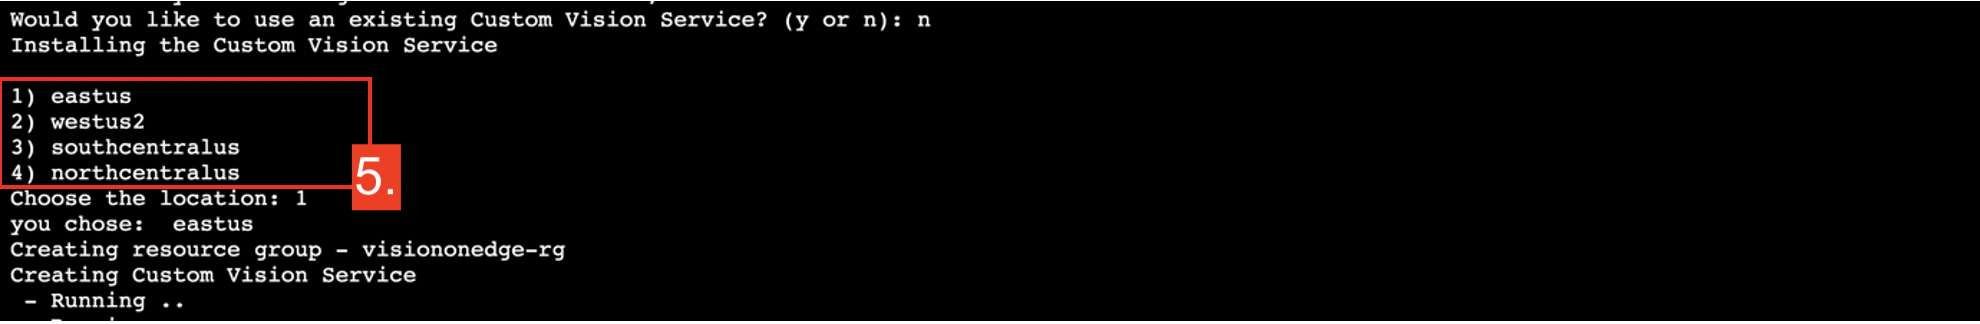 Would you like to use an existing Custom Vision Service? (y or n): n
Installing the Custom Vision Service
1) eastus
2) westus2
3) southcentralus
4) northcentralus
5.
Choose the location: 1
you chose:  eastus
Creating resource group - visiononedge-rg
Creating Custom Vision Service
 - Running ..